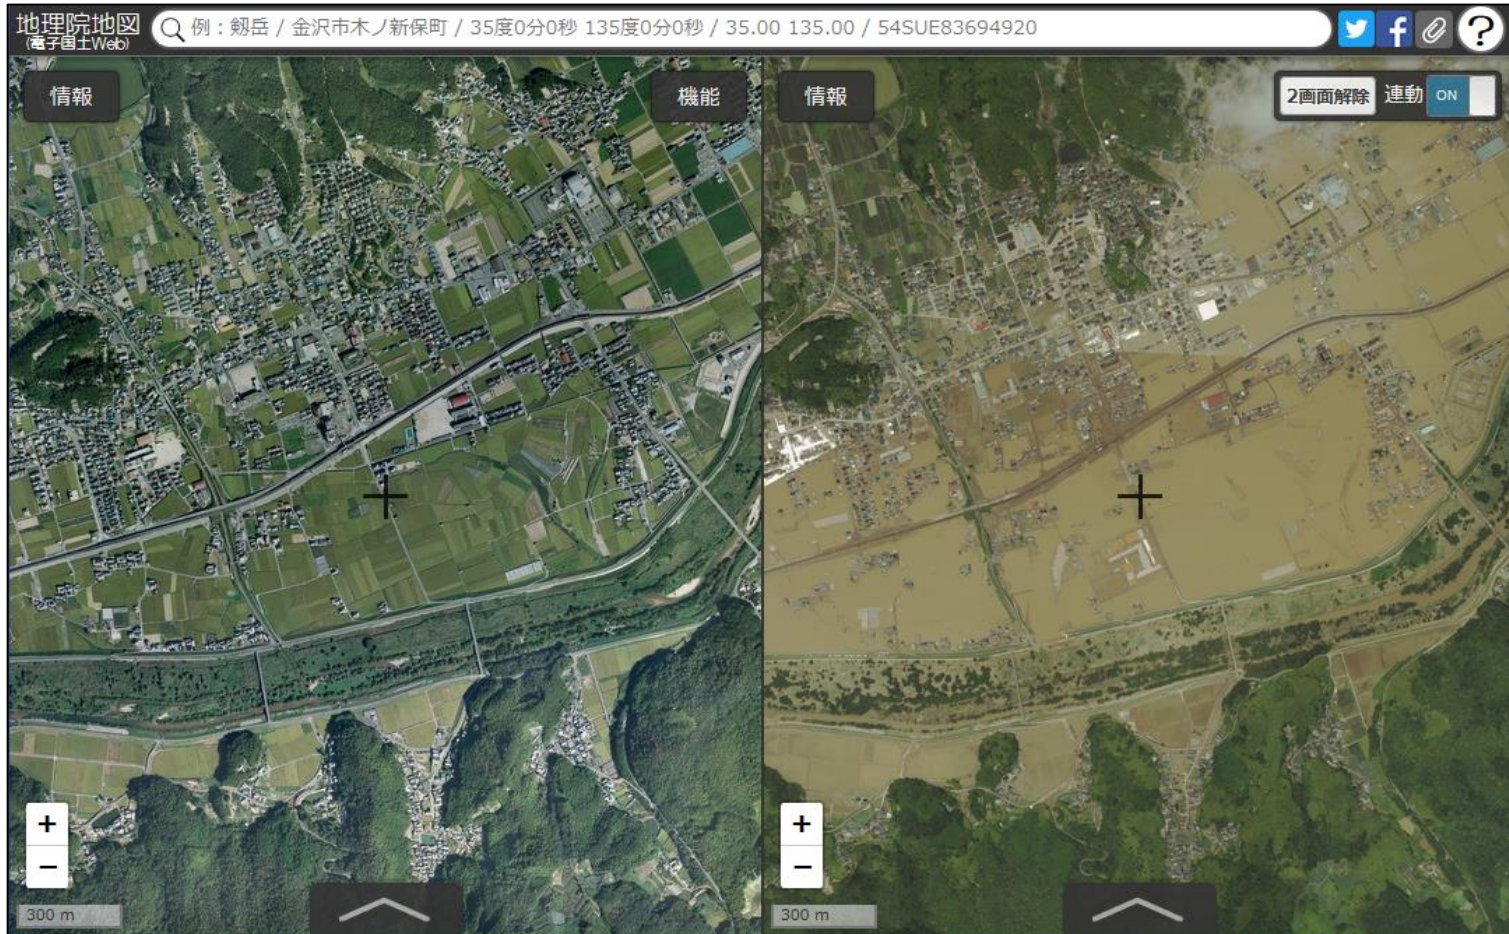 地理院地図
(電子国土Web)
例：剱岳 / 金沢市木ノ新保町 / 35度0分0秒 135度0分0秒 / 35.00 135.00 / 54SUE83694920
?
情報
機能
情報
2画面解除 連動 ON
+
−
300 m
+
−
300 m